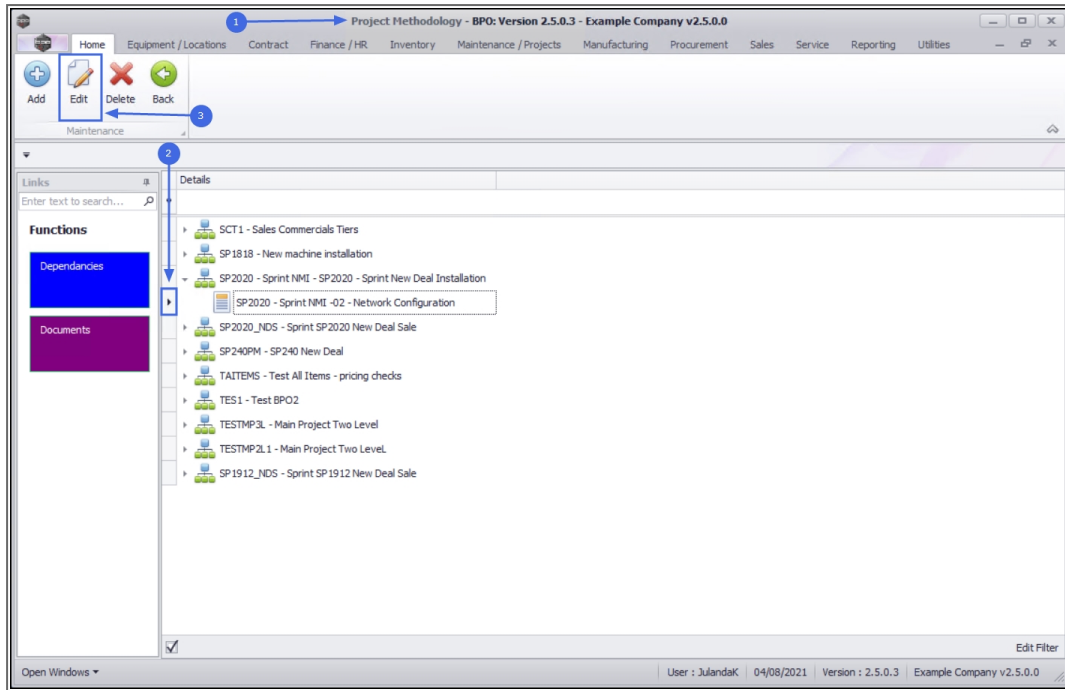 1
Project Methodology - BPO: Version 2.5.0.3 - Example Company v2.5.0.0
Home Equipment / Locations Contract Finance / HR Inventory Maintenance / Projects Manufacturing Procurement Sales Service Reporting Utilities
Add Edit Delete Back
3
Maintenance
2
Links
Details
Enter text to search...
Functions
Dependancies
Documents
SCT1 - Sales Commercials Tiers
SP1818 - New machine installation
SP2020 - Sprint NMI - SP2020 - Sprint New Deal Installation
SP2020 - Sprint NMI -02 - Network Configuration
SP2020_NDS - Sprint SP2020 New Deal Sale
SP240PM - SP240 New Deal
TAITEMS - Test All Items - pricing checks
TES1 - Test BPO2
TESTMP3L - Main Project Two Level
TESTMP2L1 - Main Project Two LeveL
SP1912_NDS - Sprint SP1912 New Deal Sale
Edit Filter
Open Windows
User : JulandaK 04/08/2021 Version : 2.5.0.3 Example Company v2.5.0.0